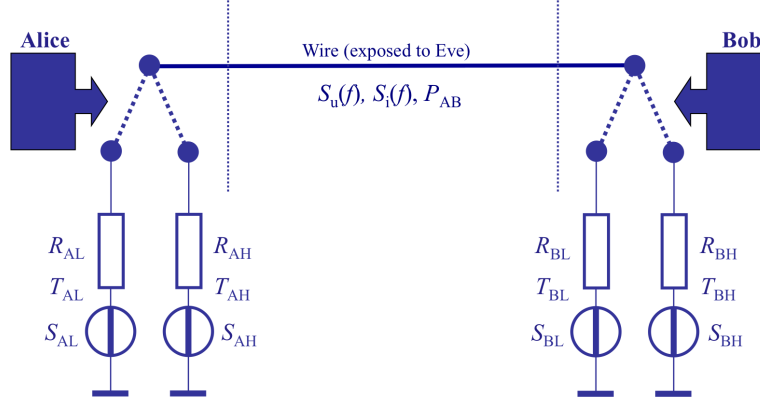 Alice
Wire (exposed to Eve)
Bob
Su(f), Si(f), PAB
RAL
RAH
RBL
RBH
TAL
TAH
TBL
TBH
SAL
SAH
SBL
SBH